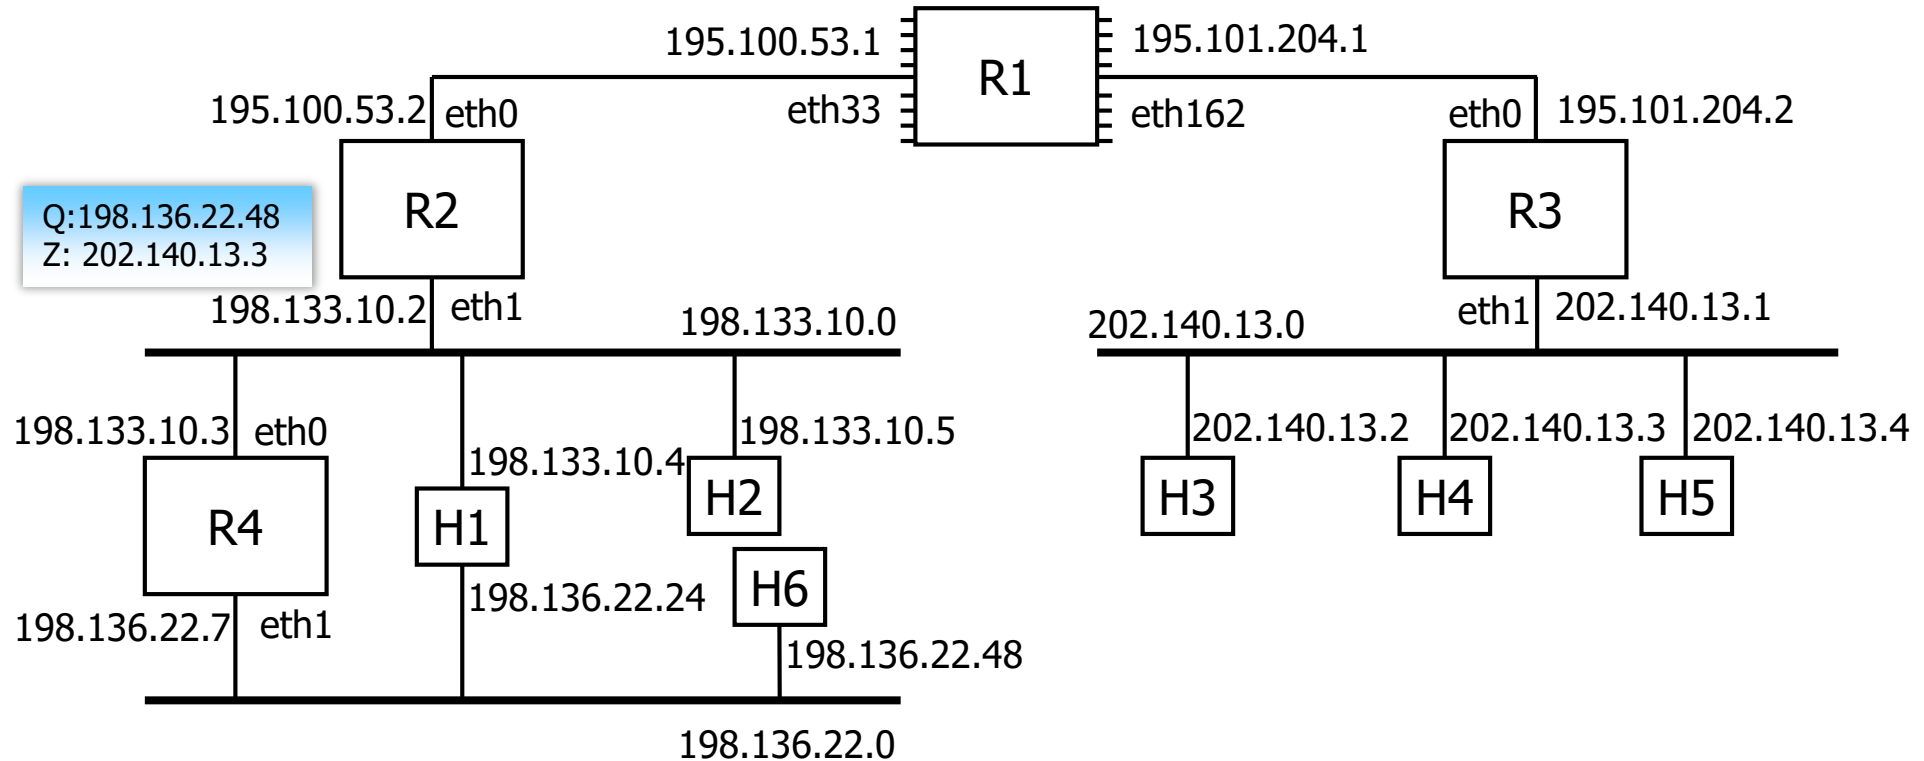 195.100.53.1
R1
195.101.204.1
195.100.53.2
eth0
eth33
eth162
eth0
195.101.204.2
Q:198.136.22.48
Z: 202.140.13.3
R2
R3
198.133.10.2
eth1
198.133.10.0
202.140.13.0
eth1
202.140.13.1
198.133.10.3
eth0
198.133.10.4
198.133.10.5
202.140.13.2
202.140.13.3
202.140.13.4
R4
H1
H2
H3
H4
H5
198.136.22.7
eth1
198.136.22.24
H6
198.136.22.48
198.136.22.0